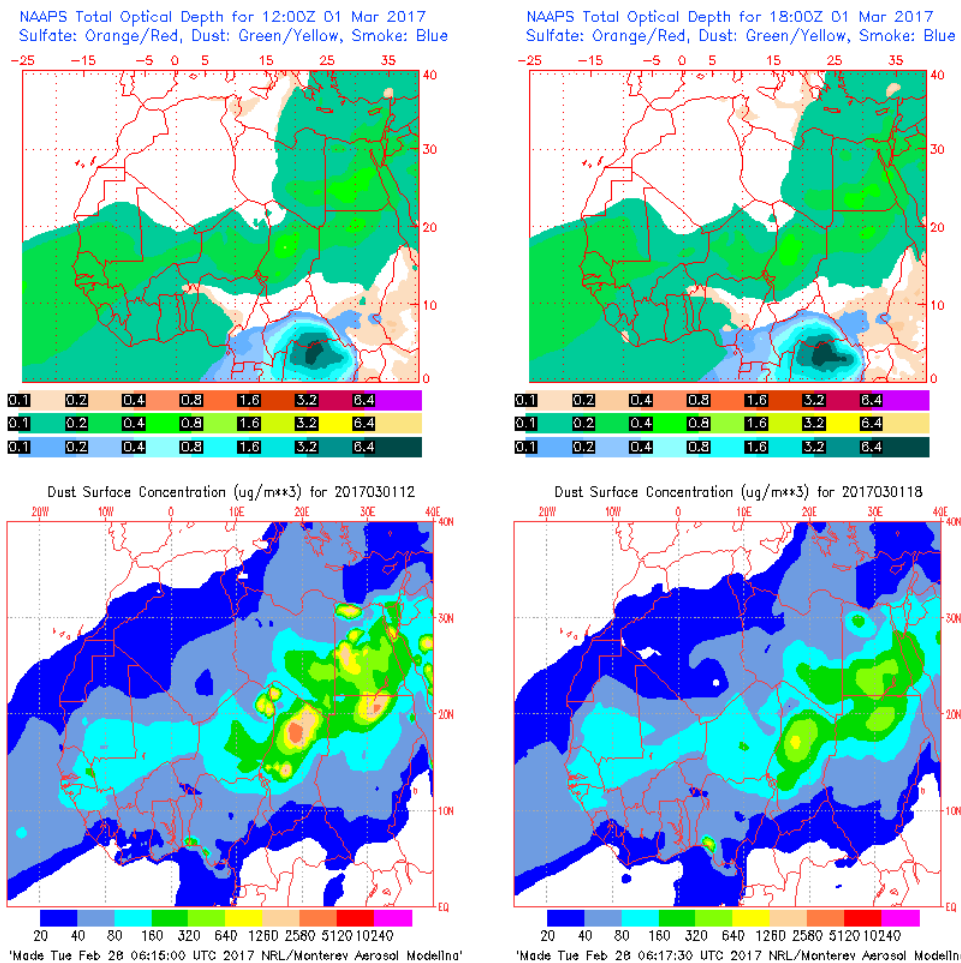 NAAPS Total Optical Depth for 12:00Z 01 Mar 2017
Sulfate: Orange/Red, Dust: Green/Yellow, Smoke: Blue
-25 -15 -5 0 5 15 25 35
40
30
20
10
0
0.1 0.2 0.4 0.8 1.6 3.2 6.4
0.1 0.2 0.4 0.8 1.6 3.2 6.4
0.1 0.2 0.4 0.8 1.6 3.2 6.4
NAAPS Total Optical Depth for 18:00Z 01 Mar 2017
Sulfate: Orange/Red, Dust: Green/Yellow, Smoke: Blue
-25 -15 -5 0 5 15 25 35
40
30
20
10
0
0.1 0.2 0.4 0.8 1.6 3.2 6.4
0.1 0.2 0.4 0.8 1.6 3.2 6.4
0.1 0.2 0.4 0.8 1.6 3.2 6.4
Dust Surface Concentration (ug/m**3) for 2017030112
20W 10W 0 10E 20E 30E 40E
40N
30N
20N
10N
EQ
20 40 80 160 320 640 1260 2580 5120 10240
'Made Tue Feb 28 06:15:00 UTC 2017 NRL/Monterey Aerosol Modeling'
Dust Surface Concentration (ug/m**3) for 2017030118
20W 10W 0 10E 20E 30E 40E
40N
30N
20N
10N
EQ
20 40 80 160 320 640 1260 2580 5120 10240
'Made Tue Feb 28 06:17:30 UTC 2017 NRL/Monterey Aerosol Modeling